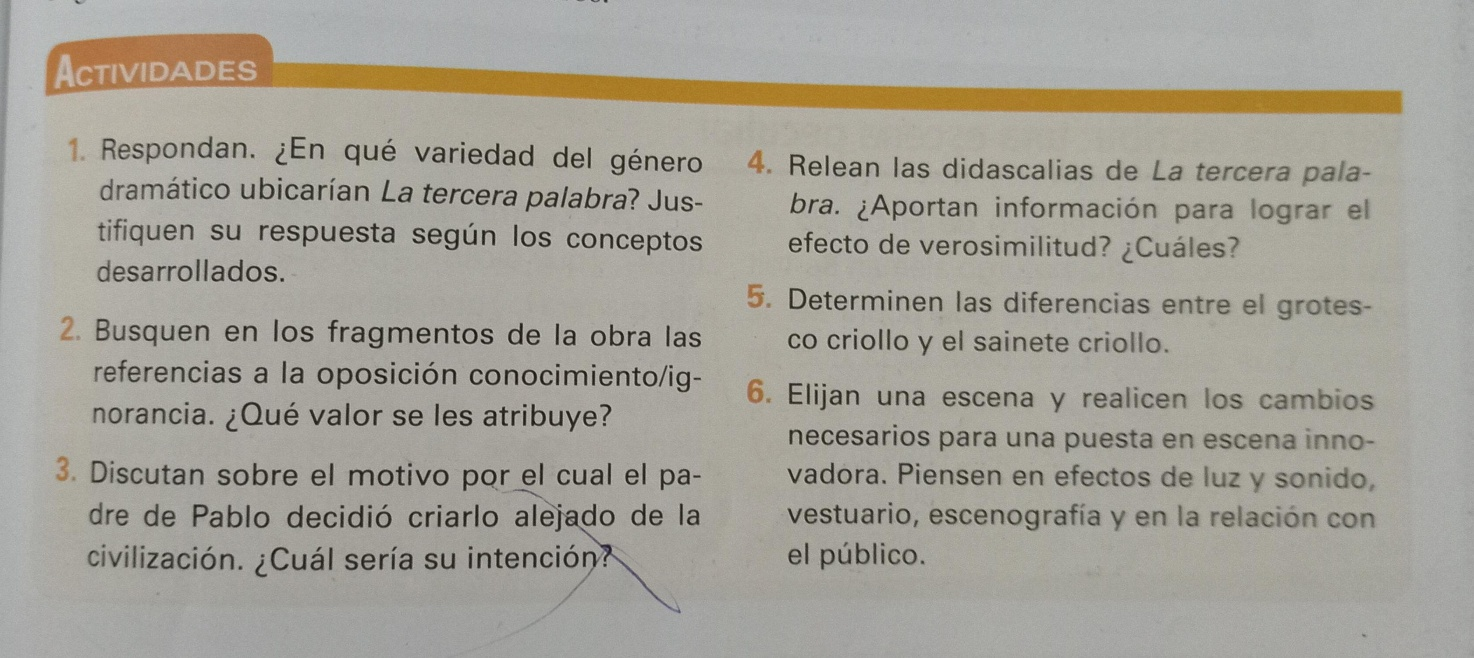 ACTIVIDADES
1. Respondan. ¿En qué variedad del género
dramático ubicarían La tercera palabra? Jus-
tifiquen su respuesta según los conceptos
desarrollados.
2. Busquen en los fragmentos de la obra las
referencias a la oposición conocimiento/ig-
norancia. ¿Qué valor se les atribuye?
3. Discutan sobre el motivo por el cual el pa-
dre de Pablo decidió criarlo alejado de la
civilización. ¿Cuál sería su intención?
4. Relean las didascalias de La tercera pala-
bra. ¿Aportan información para lograr el
efecto de verosimilitud? ¿Cuáles?
5. Determinen las diferencias entre el grotes-
co criollo y el sainete criollo.
6. Elijan una escena y realicen los cambios
necesarios para una puesta en escena inno-
vadora. Piensen en efectos de luz y sonido,
vestuario, escenografía y en la relación con
el público.